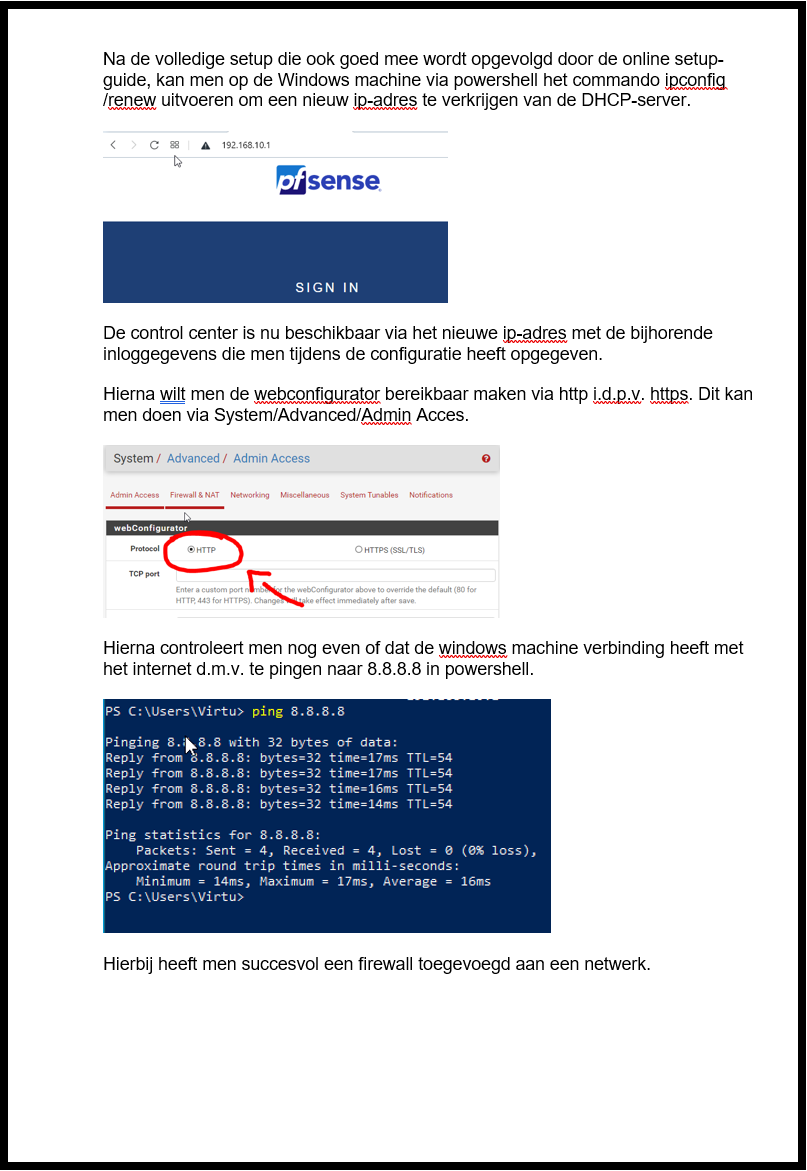 Na de volledige setup die ook goed mee wordt opgevolgd door de online setup-
guide, kan men op de Windows machine via powershell het commando ipconfig
/renew uitvoeren om een nieuw ip-adres te verkrijgen van de DHCP-server.
192.168.10.1
pfsense
SIGN IN
De control center is nu beschikbaar via het nieuwe ip-adres met de bijhorende
inloggegevens die men tijdens de configuratie heeft opgegeven.
Hierna wilt men de webconfigurator bereikbaar maken via http i.d.p.v. https. Dit kan
men doen via System/Advanced/Admin Acces.
System / Advanced / Admin Access
Admin Access Firewall & NAT Networking Miscellaneous System Tunables Notifications
webConfigurator
Protocol HTTP HTTPS (SSL/TLS)
TCP port
Enter a custom port number for the webConfigurator above to override the default (80 for
HTTP, 443 for HTTPS). Changes will take effect immediately after save.
Hierna controleert men nog even of dat de windows machine verbinding heeft met
het internet d.m.v. te pingen naar 8.8.8.8 in powershell.
PS C:\Users\Virtu> ping 8.8.8.8
Pinging 8.8.8.8 with 32 bytes of data:
Reply from 8.8.8.8: bytes=32 time=17ms TTL=54
Reply from 8.8.8.8: bytes=32 time=17ms TTL=54
Reply from 8.8.8.8: bytes=32 time=16ms TTL=54
Reply from 8.8.8.8: bytes=32 time=14ms TTL=54
Ping statistics for 8.8.8.8:
Packets: Sent = 4, Received = 4, Lost = 0 (0% loss),
Approximate round trip times in milli-seconds:
Minimum = 14ms, Maximum = 17ms, Average = 16ms
PS C:\Users\Virtu>
Hierbij heeft men succesvol een firewall toegevoegd aan een netwerk.